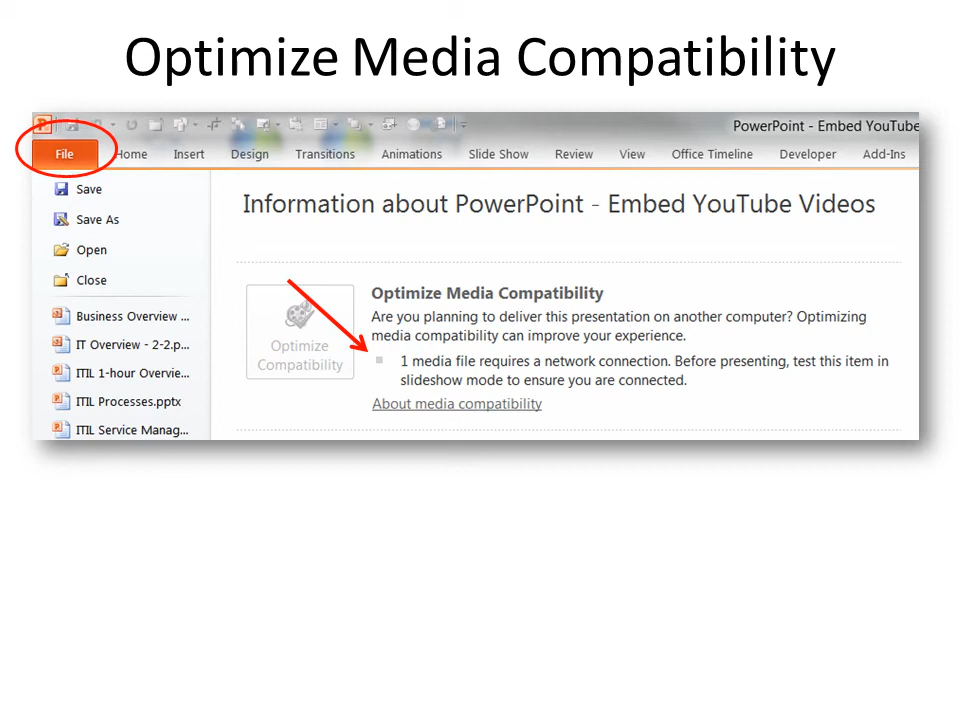 Optimize Media Compatibility
PowerPoint - Embed YouTube
File Home Insert Design Transitions Animations Slide Show Review View Office Timeline Developer Add-Ins
Save
Save As
Open
Close
Business Overview ...
IT Overview - 2-2.p...
ITIL 1-hour Overvie...
ITIL Processes.pptx
ITIL Service Manag...
Information about PowerPoint - Embed YouTube Videos
Optimize
Compatibility
Optimize Media Compatibility
Are you planning to deliver this presentation on another computer? Optimizing
media compatibility can improve your experience.
1 media file requires a network connection. Before presenting, test this item in
slideshow mode to ensure you are connected.
About media compatibility